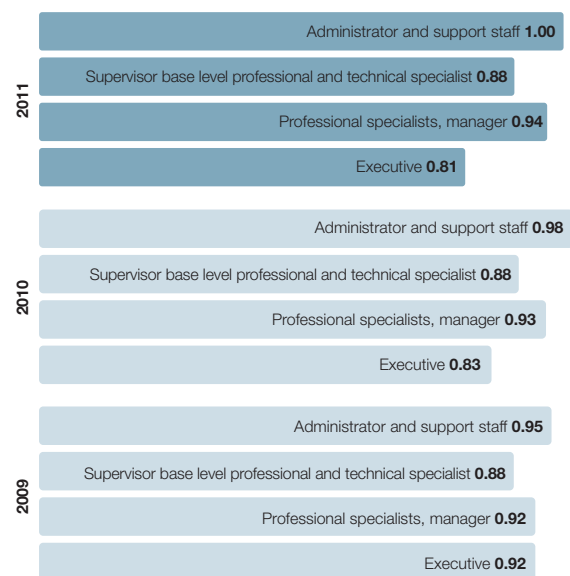 2011
Administrator and support staff 1.00
Supervisor base level professional and technical specialist 0.88
Professional specialists, manager 0.94
Executive 0.81
2010
Administrator and support staff 0.98
Supervisor base level professional and technical specialist 0.88
Professional specialists, manager 0.93
Executive 0.83
2009
Administrator and support staff 0.95
Supervisor base level professional and technical specialist 0.88
Professional specialists, manager 0.92
Executive 0.92